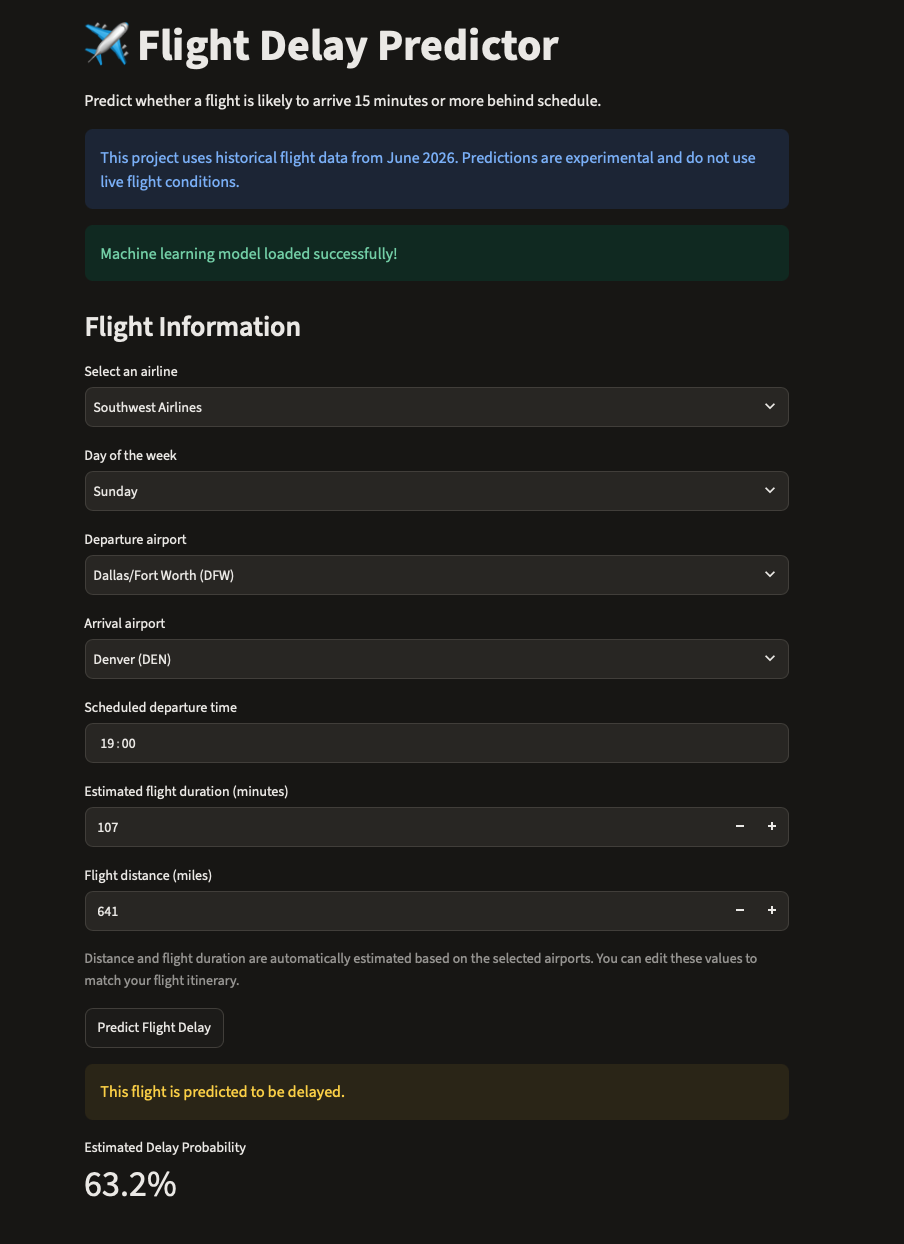 Flight Delay Predictor
Predict whether a flight is likely to arrive 15 minutes or more behind schedule.
This project uses historical flight data from June 2026. Predictions are experimental and do not use
live flight conditions.
Machine learning model loaded successfully!
Flight Information
Select an airline
Southwest Airlines
Day of the week
Sunday
Departure airport
Dallas/Fort Worth (DFW)
Arrival airport
Denver (DEN)
Scheduled departure time
19:00
Estimated flight duration (minutes)
107
Flight distance (miles)
641
Distance and flight duration are automatically estimated based on the selected airports. You can edit these values to
match your flight itinerary.
Predict Flight Delay
This flight is predicted to be delayed.
Estimated Delay Probability
63.2%